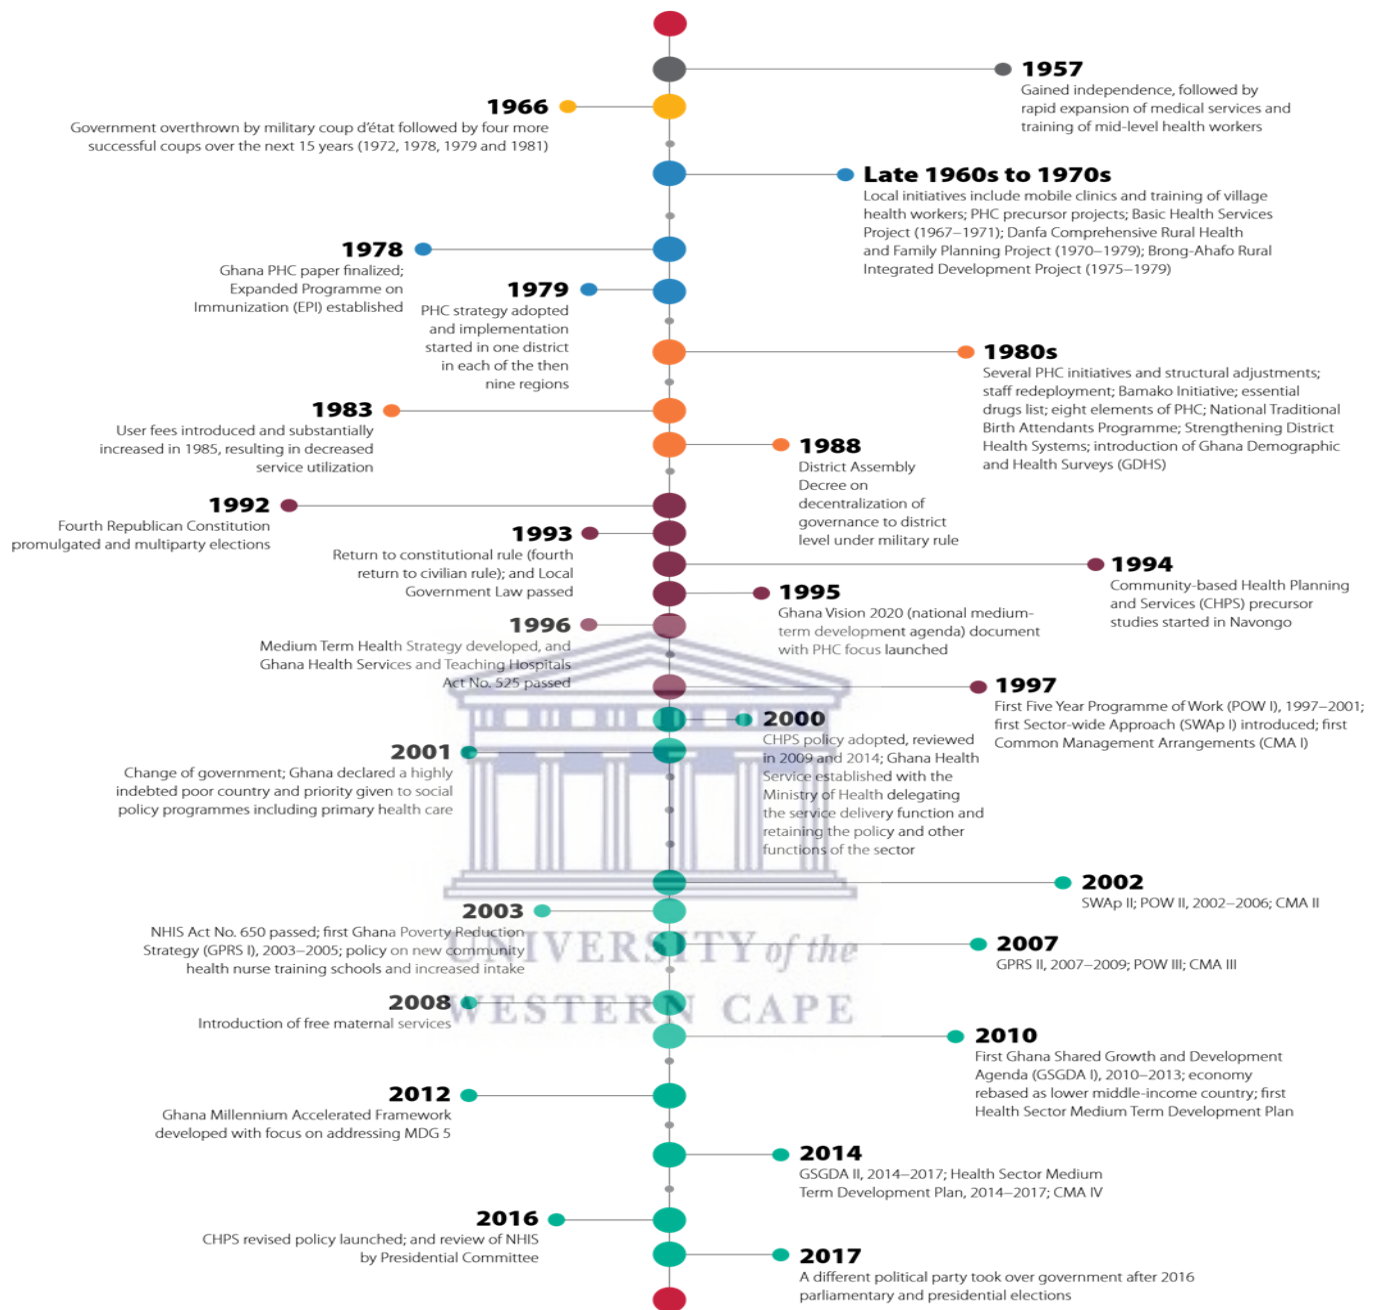 1957
Gained independence, followed by
rapid expansion of medical services and
training of mid-level health workers
1966
Government overthrown by military coup d’état followed by four more
successful coups over the next 15 years (1972, 1978, 1979 and 1981)
Late 1960s to 1970s
Local initiatives include mobile clinics and training of village
health workers; PHC precursor projects; Basic Health Services
Project (1967–1971); Danfa Comprehensive Rural Health
and Family Planning Project (1970–1979); Brong-Ahafo Rural
Integrated Development Project (1975–1979)
1978
Ghana PHC paper finalized;
Expanded Programme on
Immunization (EPI) established
1979
PHC strategy adopted
and implementation
started in one district
in each of the then
nine regions
1980s
Several PHC initiatives and structural adjustments;
staff redeployment; Bamako Initiative; essential
drugs list; eight elements of PHC; National Traditional
Birth Attendants Programme; Strengthening District
Health Systems; introduction of Ghana Demographic
and Health Surveys (GDHS)
1983
User fees introduced and substantially
increased in 1985, resulting in decreased
service utilization
1988
District Assembly
Decree on
decentralization of
governance to district
level under military rule
1992
Fourth Republican Constitution
promulgated and multiparty elections
1993
Return to constitutional rule (fourth
return to civilian rule); and Local
Government Law passed
1994
Community-based Health Planning
and Services (CHPS) precursor
studies started in Navongo
1995
Ghana Vision 2020 (national medium-
term development agenda) document
with PHC focus launched
1996
Medium Term Health Strategy developed, and
Ghana Health Services and Teaching Hospitals
Act No. 525 passed
1997
First Five Year Programme of Work (POW I), 1997–2001;
first Sector-wide Approach (SWAp I) introduced; first
Common Management Arrangements (CMA I)
2000
CHPS policy adopted, reviewed
in 2009 and 2014; Ghana Health
Service established with the
Ministry of Health delegating
the service delivery function and
retaining the policy and other
functions of the sector
2001
Change of government; Ghana declared a highly
indebted poor country and priority given to social
policy programmes including primary health care
2002
SWAp II; POW II, 2002–2006; CMA II
2003
NHIS Act No. 650 passed; first Ghana Poverty Reduction
Strategy (GPRS I), 2003–2005; policy on new community
health nurse training schools and increased intake
2007
GPRS II, 2007–2009; POW III; CMA III
UNIVERSITY of the
WESTERN CAPE
2008
Introduction of free maternal services
2010
First Ghana Shared Growth and Development
Agenda (GSGDA I), 2010–2013; economy
rebased as lower middle-income country; first
Health Sector Medium Term Development Plan
2012
Ghana Millennium Accelerated Framework
developed with focus on addressing MDG 5
2014
GSGDA II, 2014–2017; Health Sector Medium
Term Development Plan, 2014–2017; CMA IV
2016
CHPS revised policy launched; and review of NHIS
by Presidential Committee
2017
A different political party took over government after 2016
parliamentary and presidential elections